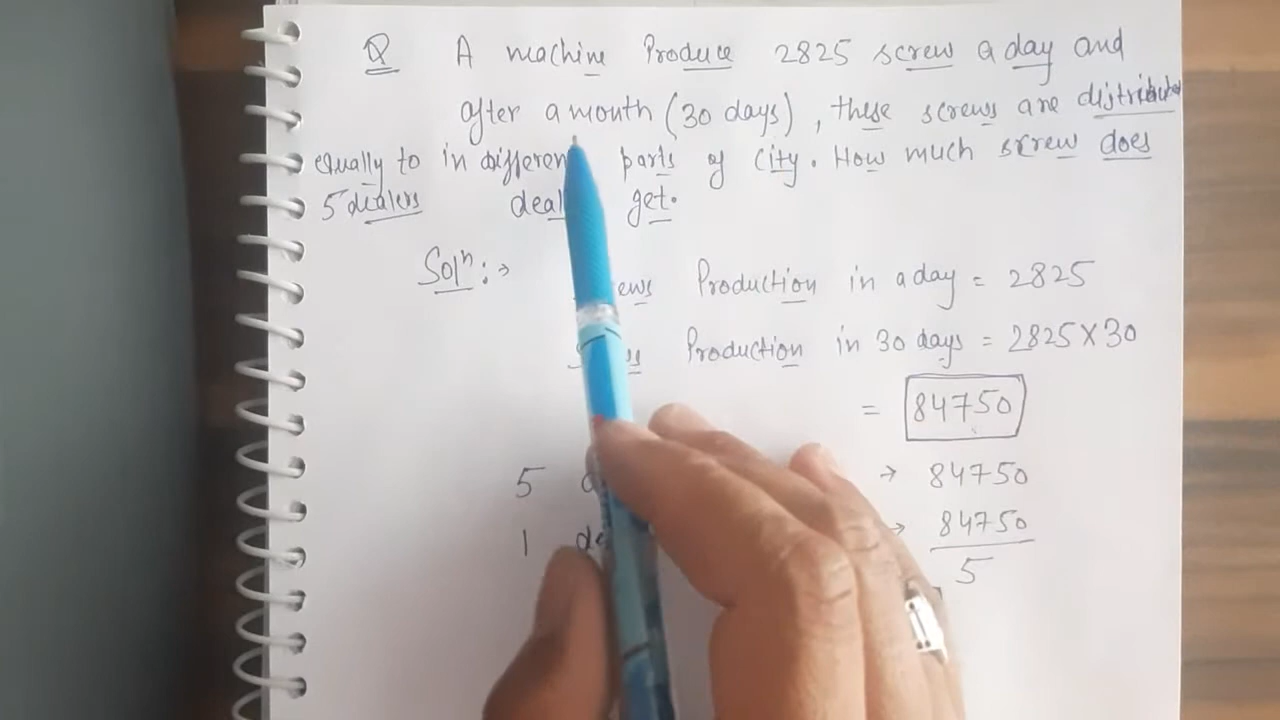 Q A machine Produce 2825 screw a day and
after a month (30 days), these screws are
equally to in different parts of city. How much screw does
5 dealers get.
Soln :→ Production in a day = 2825
Production in 30 days = 2825 X 30
= 84750
5 → 84750
1 → 84750
5